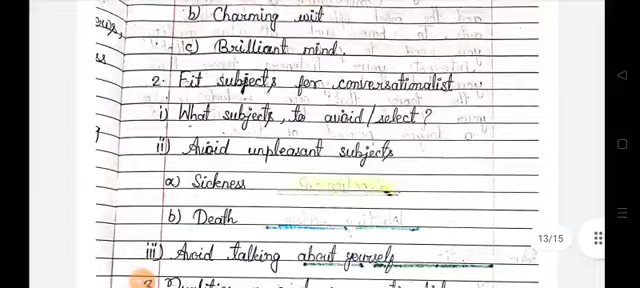 b) Charming wit
c) Brilliant mind.
2. Fit subjects for conversationalist
i) What subjects, to avoid/select?
ii) Avoid unpleasant subjects
a) Sickness
b) Death
13/15
iii) Avoid talking about yourself
3.